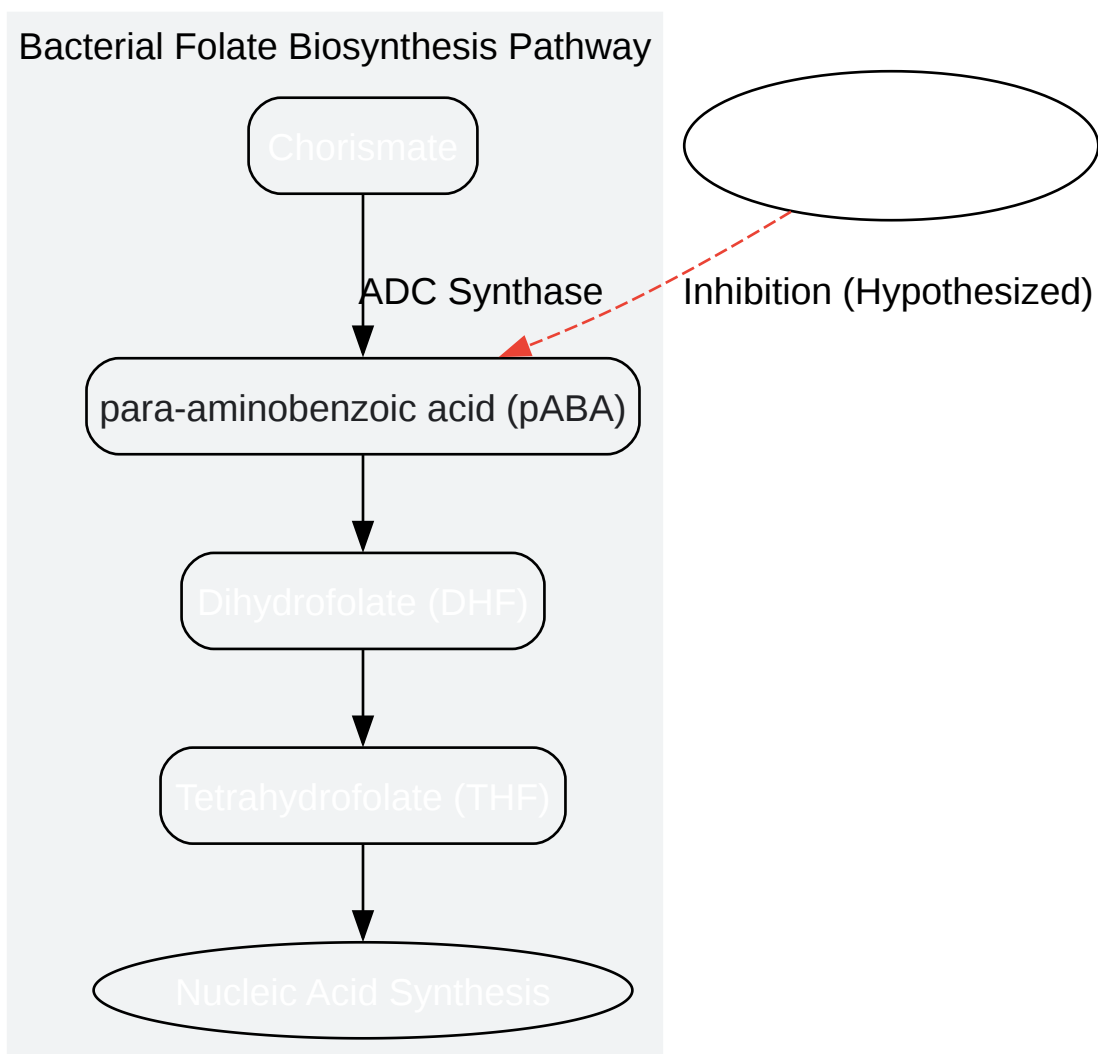 Bacterial Folate Biosynthesis Pathway
Chorismate
ADC Synthase
Inhibition (Hypothesized)
para-aminobenzoic acid (pABA)
Dihydrofolate (DHF)
Tetrahydrofolate (THF)
Nucleic Acid Synthesis